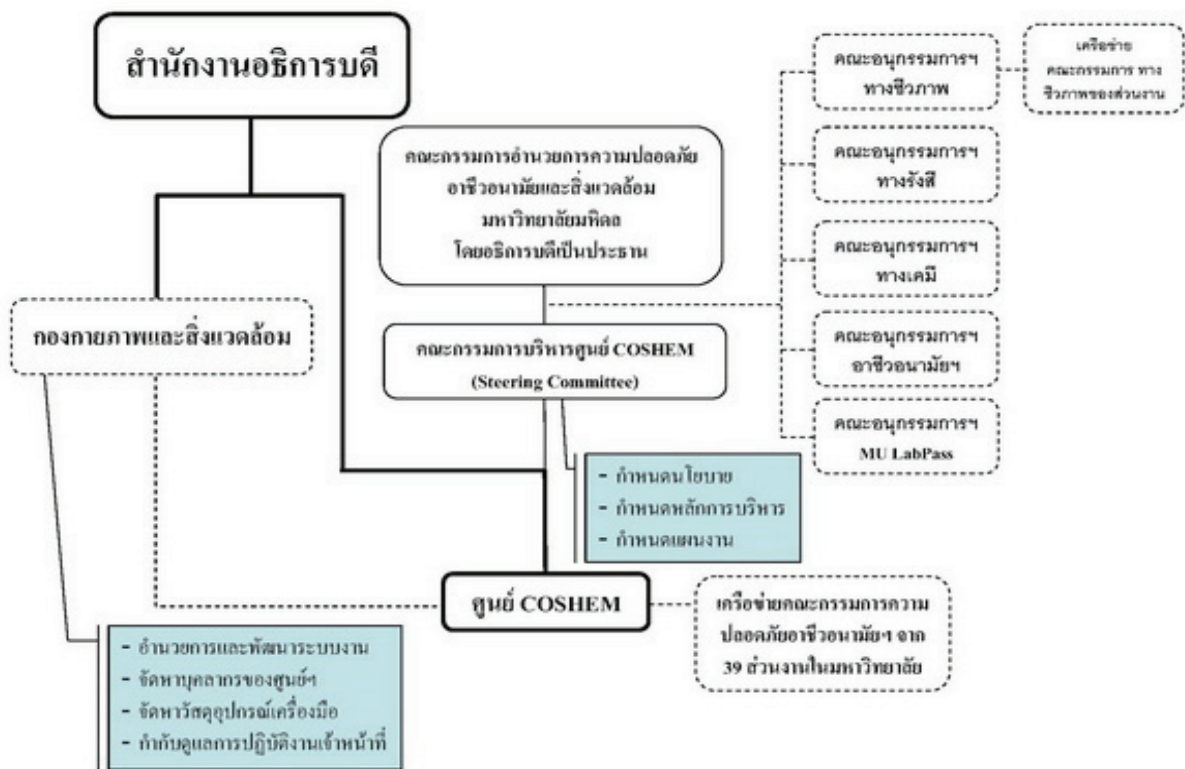 สำนักงานอธิการบดี
คณะกรรมการอำนวยการความปลอดภัย
อาชีวอนามัยและสิ่งแวดล้อม
มหาวิทยาลัยมหิดล
โดยอธิการบดีเป็นประธาน
คณะอนุกรรมการฯ
ทางชีวภาพ
เครือข่าย
คณะกรรมการ ทาง
ชีวภาพของส่วนงาน
คณะอนุกรรมการฯ
ทางรังสี
คณะอนุกรรมการฯ
ทางเคมี
คณะอนุกรรมการฯ
อาชีวอนามัยฯ
คณะอนุกรรมการฯ
MU LabPass
กองกายภาพและสิ่งแวดล้อม
คณะกรรมการบริหารศูนย์ COSHEM
(Steering Committee)
- กำหนดนโยบาย
- กำหนดหลักการบริหาร
- กำหนดแผนงาน
ศูนย์ COSHEM
เครือข่ายคณะกรรมการความ
ปลอดภัยอาชีวอนามัยฯ จาก
39 ส่วนงานในมหาวิทยาลัย
- อำนวยการและพัฒนาระบบงาน
- จัดหาบุคลากรของศูนย์ฯ
- จัดหาวัสดุอุปกรณ์เครื่องมือ
- กำกับดูแลการปฏิบัติงานเจ้าหน้าที่